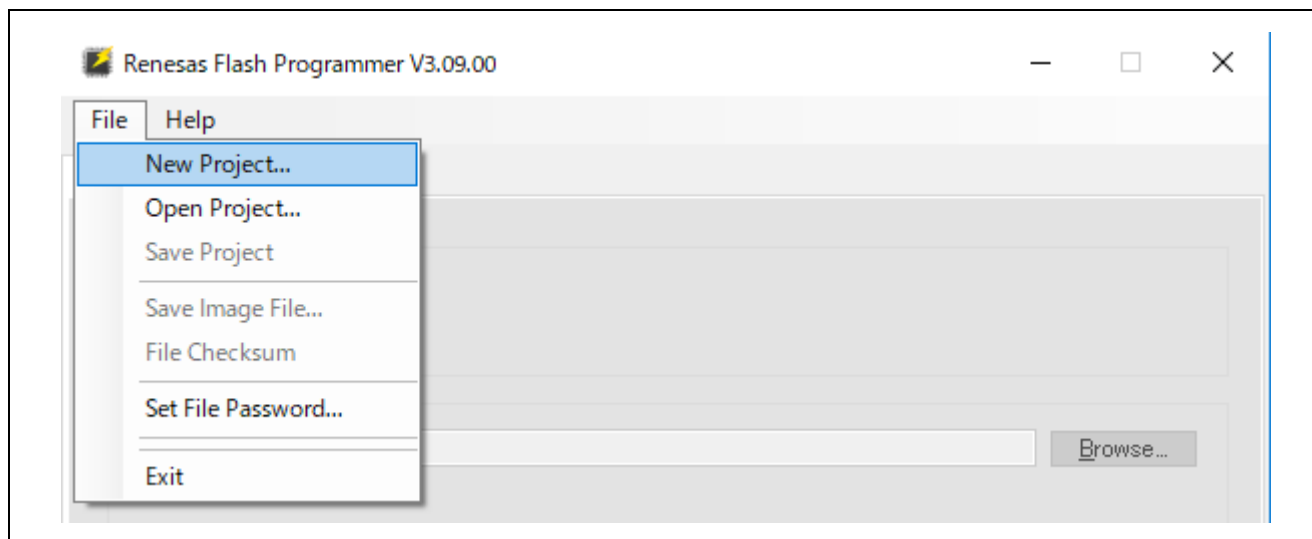 Renesas Flash Programmer V3.09.00
File Help
New Project...
Open Project...
Save Project
Save Image File...
File Checksum
Set File Password...
Browse...
Exit